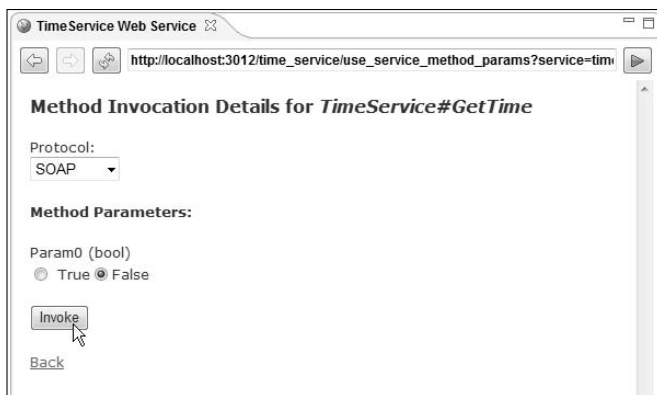 TimeService Web Service
http://localhost:3012/time_service/use_service_method_params?service=time
Method Invocation Details for TimeService#GetTime
Protocol:
SOAP
Method Parameters:
Param0 (bool)
True False
Invoke
Back